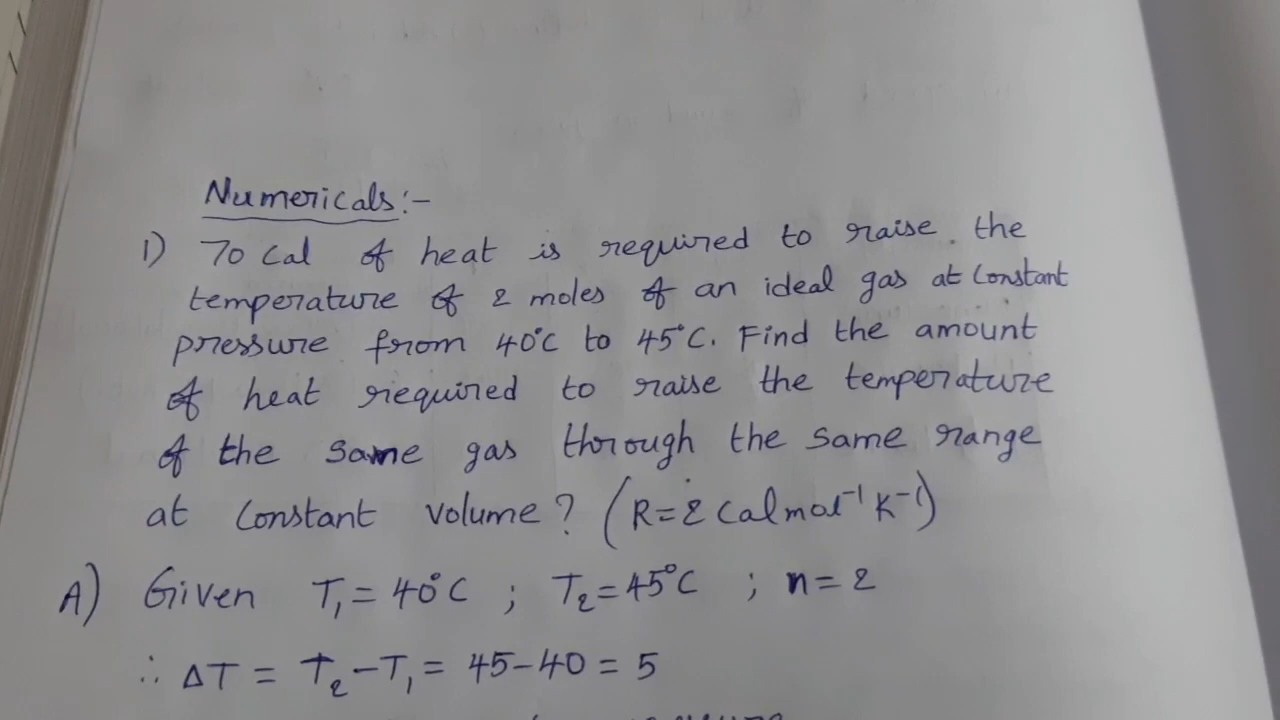 Numericals:-
1) 70 Cal of heat is required to raise the
temperature of 2 moles of an ideal gas at Constant
pressure from 40°C to 45°C. Find the amount
of heat required to raise the temperature
of the same gas through the same range
at Constant volume? (R=2 Cal mol⁻¹ K⁻¹)
A) Given T₁ = 40°C ; T₂ = 45°C ; n = 2
∴ ΔT = T₂ - T₁ = 45-40 = 5